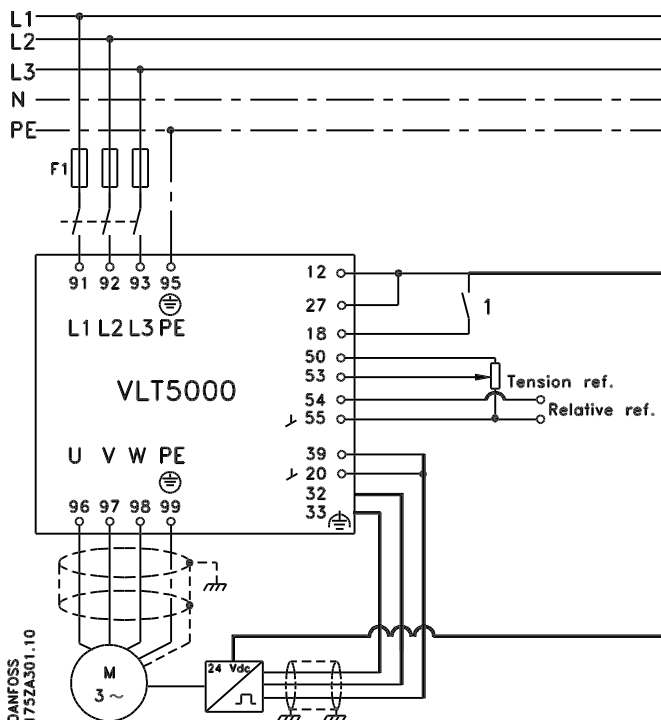 L1
L2
L3
N
PE
F1
91 92 93 95
L1 L2 L3 PE
VLT5000
U V W PE
96 97 98 99
12
27
18
50
53
54
55
39
20
32
33
1
Tension ref.
Relative ref.
M
3 ~
24 Vdc
DANFOSS
175ZA301.10